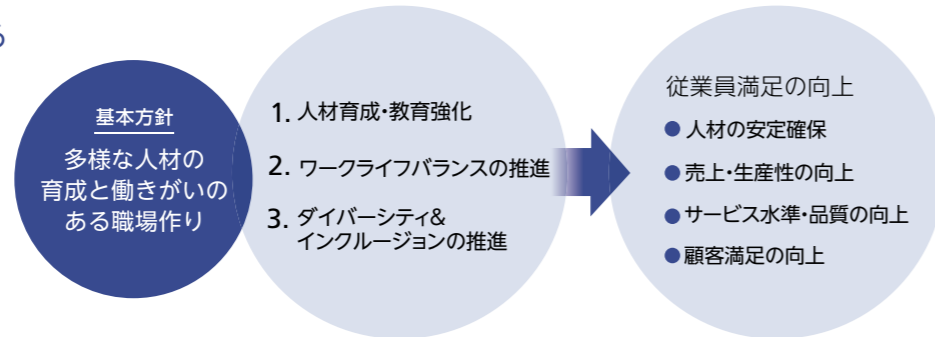 基本方針
多様な人材の
育成と働きがいの
ある職場作り
1. 人材育成・教育強化
2. ワークライフバランスの推進
3. ダイバーシティ&
インクルージョンの推進
従業員満足の向上
● 人材の安定確保
● 売上・生産性の向上
● サービス水準・品質の向上
● 顧客満足の向上